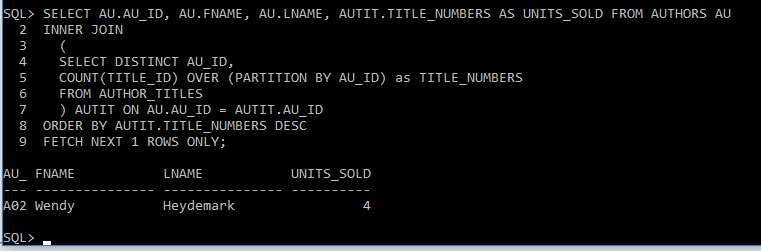 SQL> SELECT AU.AU_ID, AU.FNAME, AU.LNAME, AUTIT.TITLE_NUMBERS AS UNITS_SOLD FROM AUTHORS AU
  2  INNER JOIN
  3    (
  4    SELECT DISTINCT AU_ID,
  5    COUNT(TITLE_ID) OVER (PARTITION BY AU_ID) as TITLE_NUMBERS
  6    FROM AUTHOR_TITLES
  7    ) AUTIT ON AU.AU_ID = AUTIT.AU_ID
  8  ORDER BY AUTIT.TITLE_NUMBERS DESC
  9  FETCH NEXT 1 ROWS ONLY;
AU_ FNAME           LNAME           UNITS_SOLD
--- --------------- --------------- ----------
A02 Wendy           Heydemark                4
SQL>